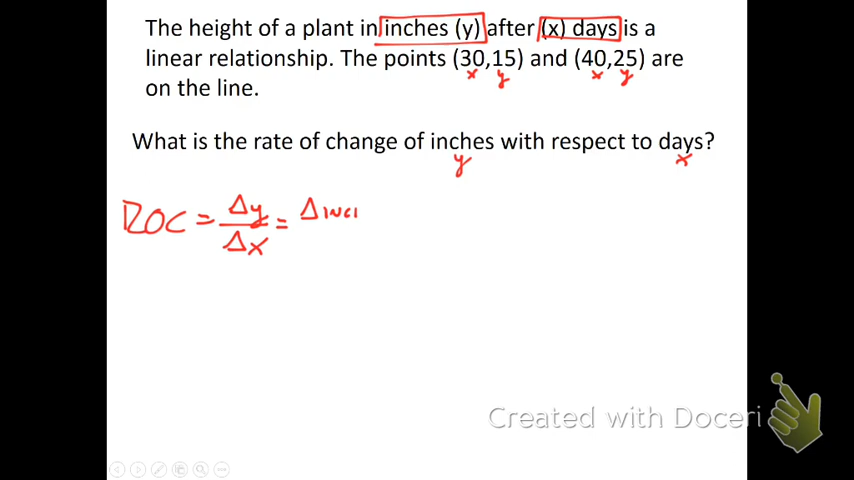 The height of a plant in inches (y) after (x) days is a
linear relationship. The points (30,15) and (40,25) are
x y x y
on the line.
What is the rate of change of inches with respect to days?
y x
ROC = Δy/Δx = Δ inch
Created with Doceri